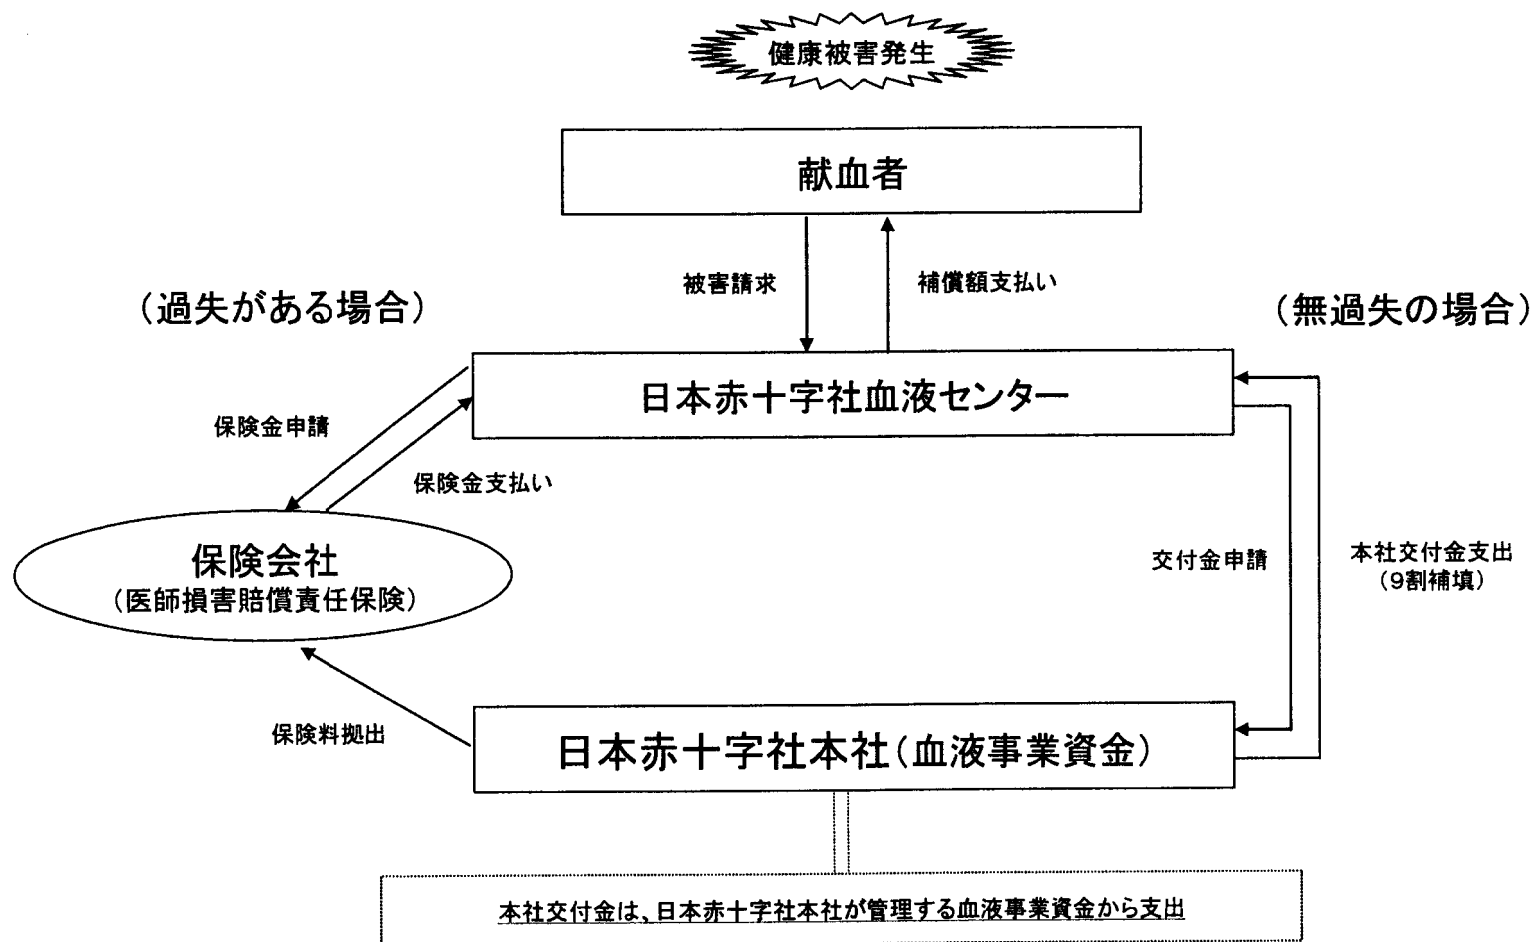 健康被害発生
献血者
被害請求
補償額支払い
（過失がある場合）
（無過失の場合）
日本赤十字社血液センター
保険金申請
保険金支払い
保険会社
（医師損害賠償責任保険）
交付金申請
本社交付金支出
（9割補填）
保険料拠出
日本赤十字社本社（血液事業資金）
本社交付金は、日本赤十字社本社が管理する血液事業資金から支出